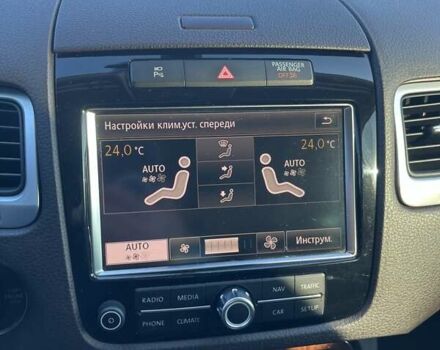 P
PASSENGER
AIR BAG
OFF
Настройки клим.уст. спереди
24,0 °C
24,0 °C
AUTO
AUTO
AUTO
Инструм.
RADIO
MEDIA
NAV
TRAFFIC
PHONE
CLIMATE
CAR
SETUP